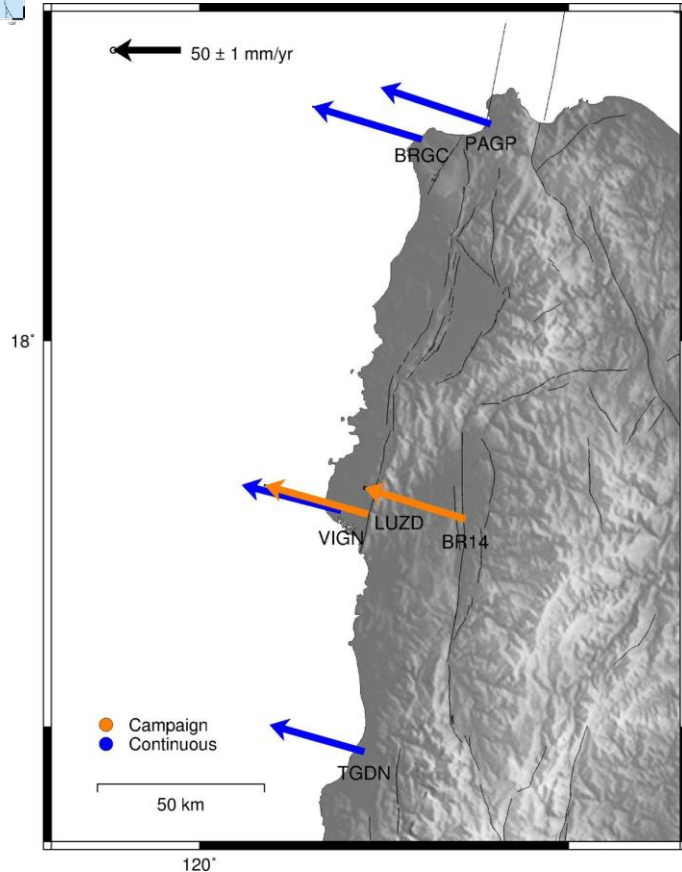 50 ± 1 mm/yr
PAGP
BRGC
18°
LUZD
VIGN
BR14
Campaign
Continuous
TGDN
50 km
120°